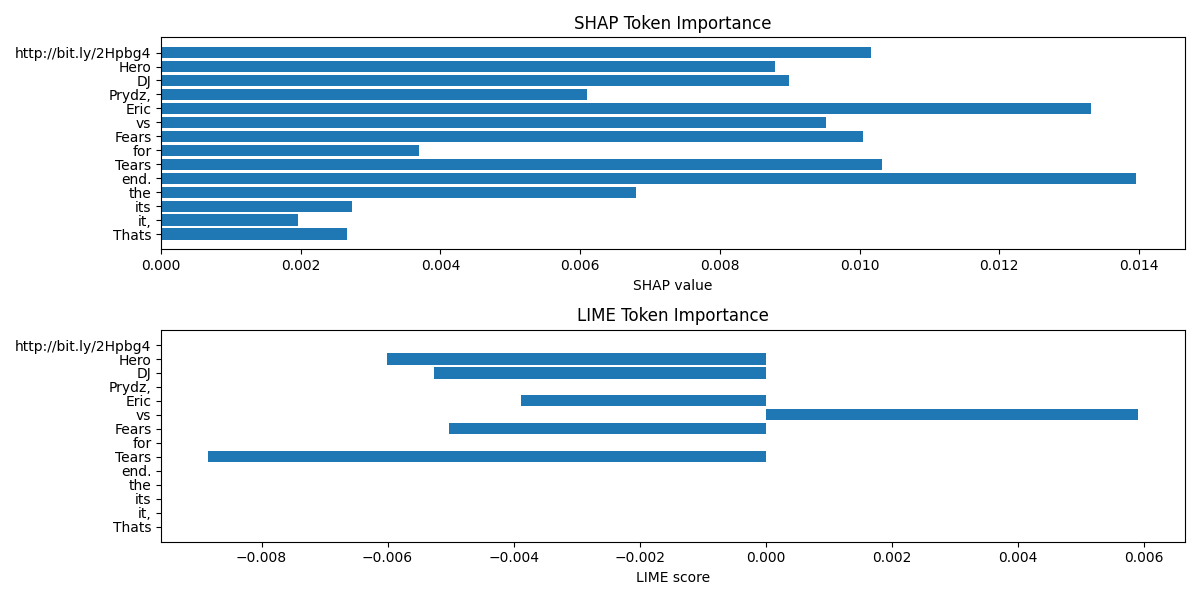 SHAP Token Importance
http://bit.ly/2Hpbg4
Hero
DJ
Prydz,
Eric
vs
Fears
for
Tears
end.
the
its
it,
Thats
0.000 0.002 0.004 0.006 0.008 0.010 0.012 0.014
SHAP value
LIME Token Importance
http://bit.ly/2Hpbg4
Hero
DJ
Prydz,
Eric
vs
Fears
for
Tears
end.
the
its
it,
Thats
−0.008 −0.006 −0.004 −0.002 0.000 0.002 0.004 0.006
LIME score